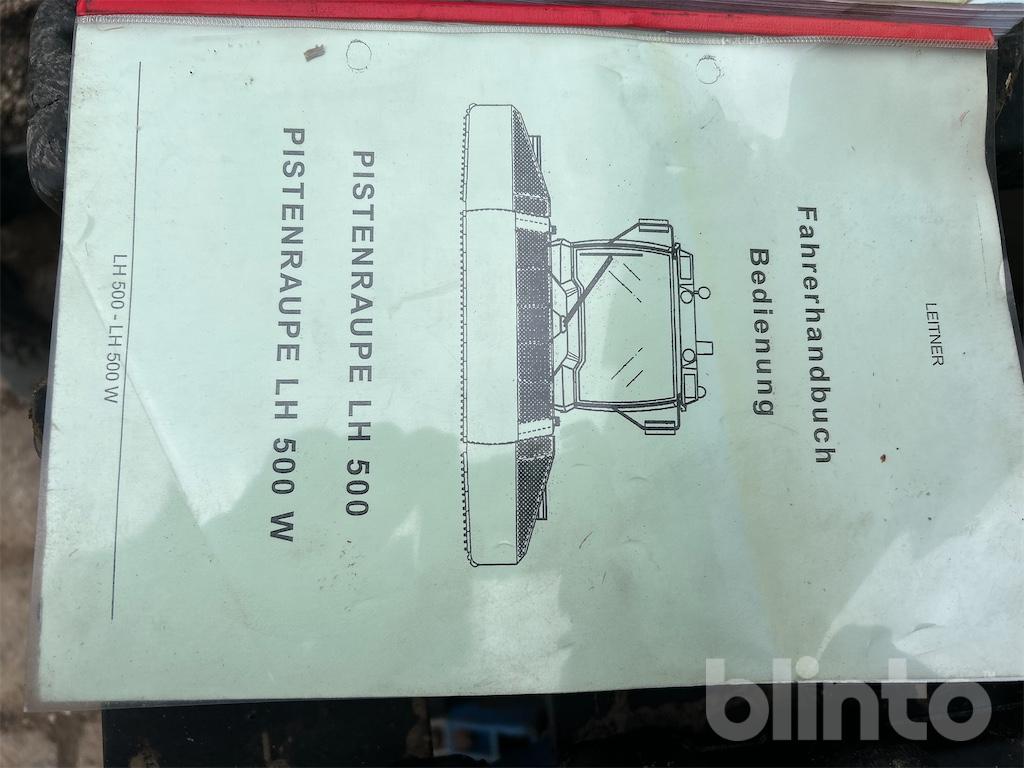 LEITNER
Fahrerhandbuch
Bedienung
PISTENRAUPE LH 500
PISTENRAUPE LH 500 W
LH 500 - LH 500 W
blinto